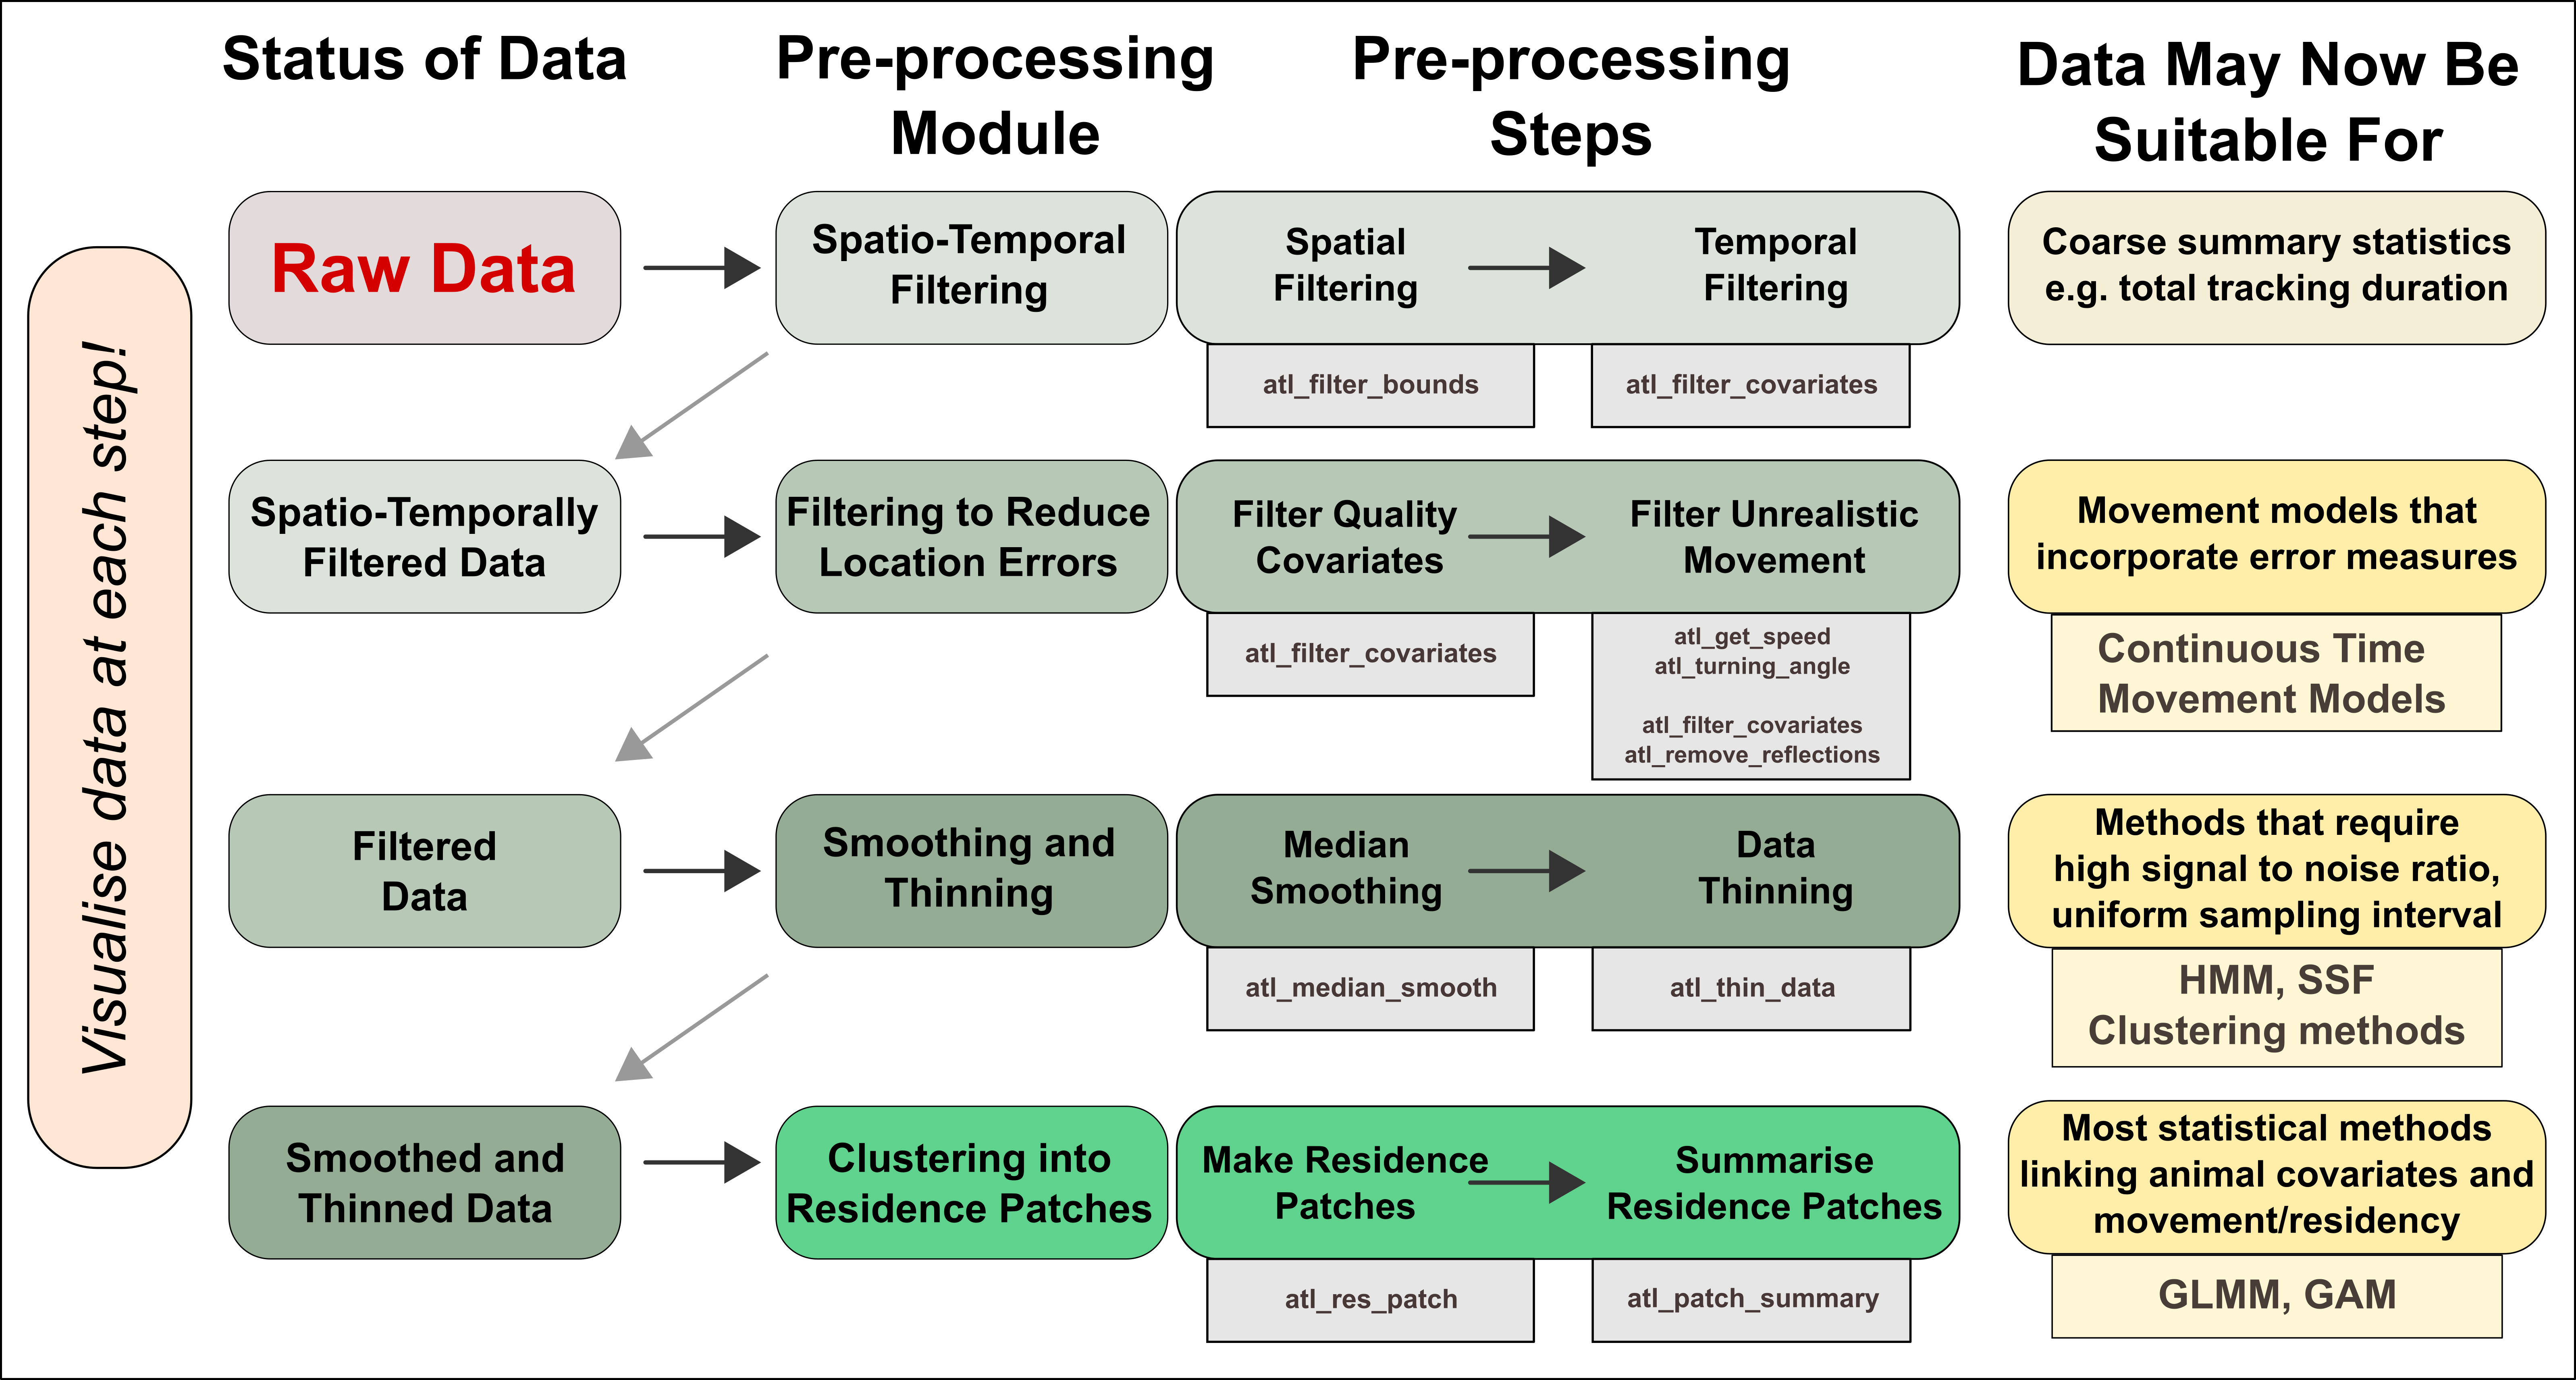 Status of Data
Pre-processing
Module
Pre-processing
Steps
Data May Now Be
Suitable For
Visualise data at each step!
Raw Data
Spatio-Temporal
Filtering
Spatial
Filtering
Temporal
Filtering
Coarse summary statistics
e.g. total tracking duration
atl_filter_bounds
atl_filter_covariates
Spatio-Temporally
Filtered Data
Filtering to Reduce
Location Errors
Filter Quality
Covariates
Filter Unrealistic
Movement
Movement models that
incorporate error measures
atl_filter_covariates
atl_get_speed
atl_turning_angle
atl_filter_covariates
atl_remove_reflections
Continuous Time
Movement Models
Filtered
Data
Smoothing and
Thinning
Median
Smoothing
Data
Thinning
Methods that require
high signal to noise ratio,
uniform sampling interval
atl_median_smooth
atl_thin_data
HMM, SSF
Clustering methods
Smoothed and
Thinned Data
Clustering into
Residence Patches
Make Residence
Patches
Summarise
Residence Patches
Most statistical methods
linking animal covariates and
movement/residency
atl_res_patch
atl_patch_summary
GLMM, GAM